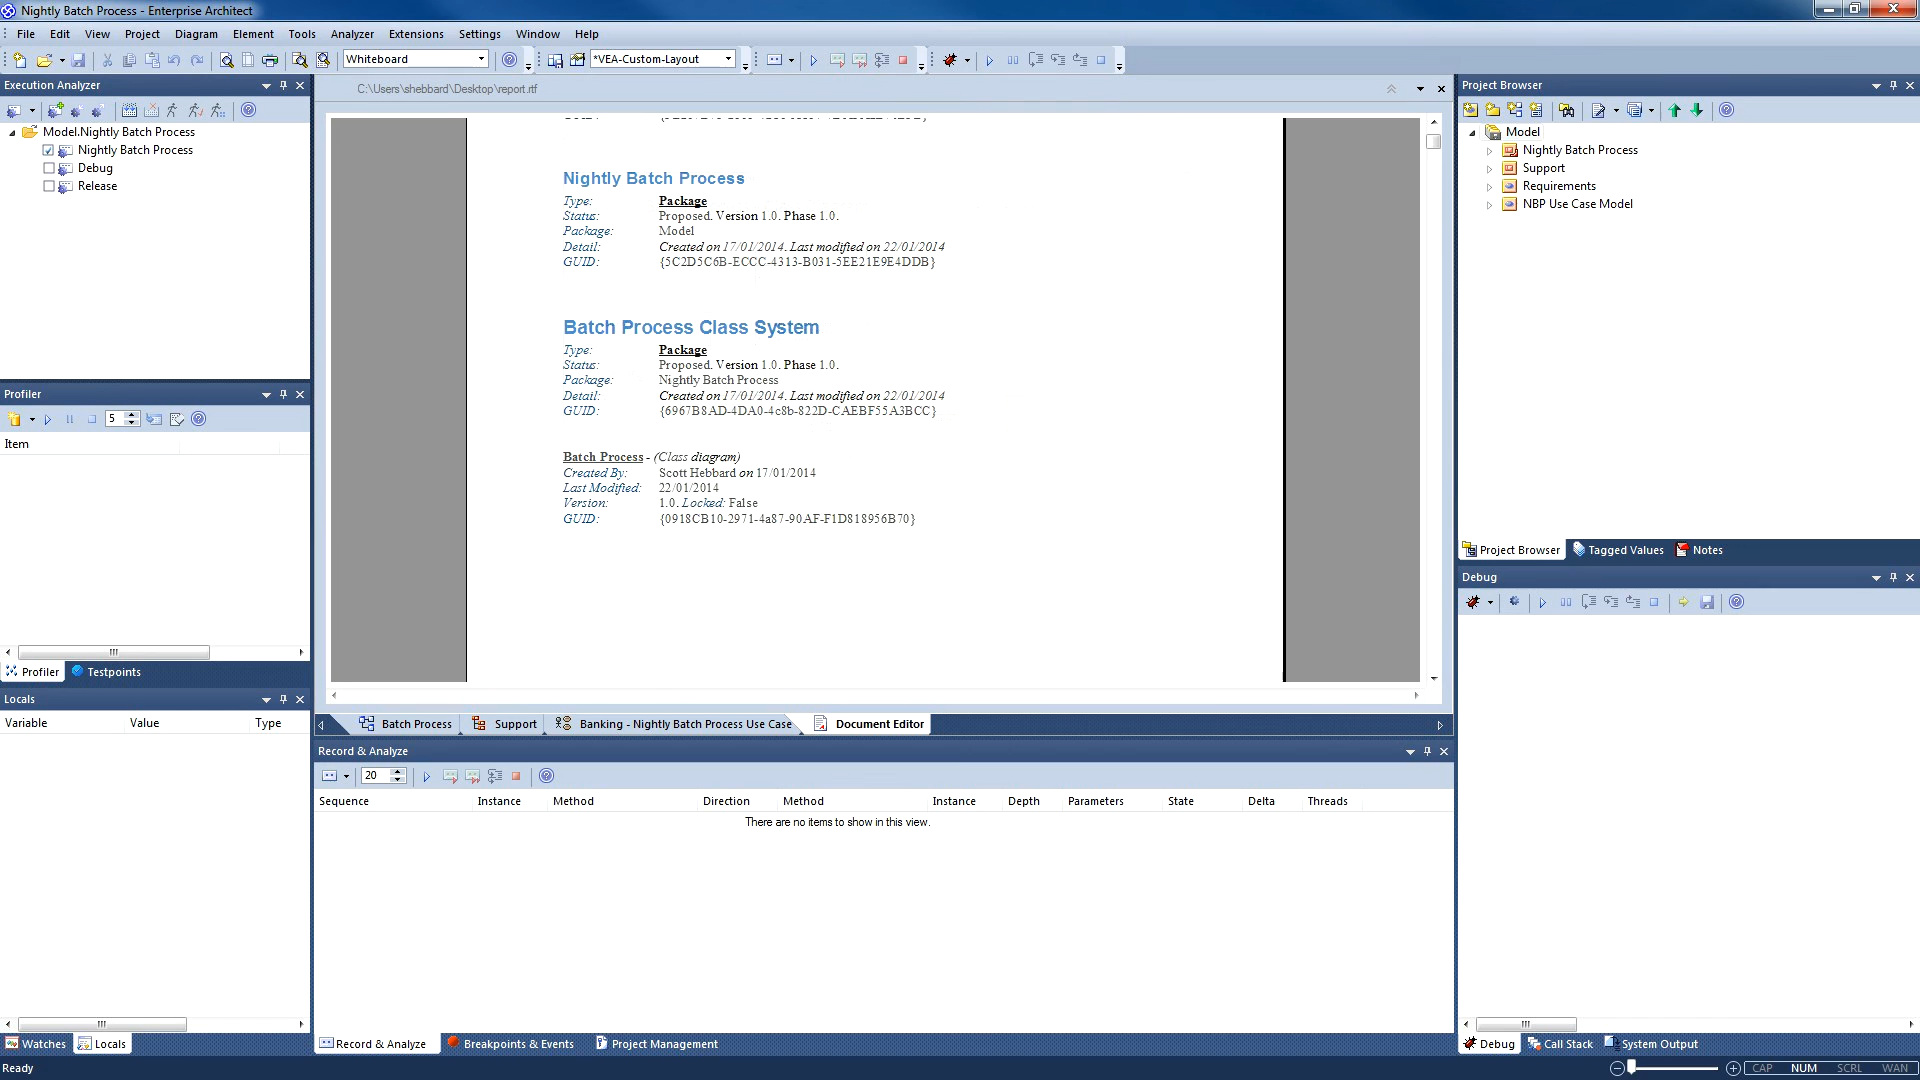 Nightly Batch Process - Enterprise Architect
File Edit View Project Diagram Element Tools Analyzer Extensions Settings Window Help
Whiteboard *VEA-Custom-Layout
Execution Analyzer
Model.Nightly Batch Process
Nightly Batch Process
Debug
Release
Profiler
5
Item
Profiler Testpoints
Locals
Variable Value Type
Watches Locals
C:\Users\shebbard\Desktop\report.rtf
Nightly Batch Process
Type: Package
Status: Proposed. Version 1.0. Phase 1.0.
Package: Model
Detail: Created on 17/01/2014. Last modified on 22/01/2014
GUID: {5C2D5C6B-ECCC-4313-B031-5EE21E9E4DDB}
Batch Process Class System
Type: Package
Status: Proposed. Version 1.0. Phase 1.0.
Package: Nightly Batch Process
Detail: Created on 17/01/2014. Last modified on 22/01/2014
GUID: {6967B8AD-4DA0-4c8b-822D-CAEBF55A3BCC}
Batch Process - (Class diagram)
Created By: Scott Hebbard on 17/01/2014
Last Modified: 22/01/2014
Version: 1.0. Locked: False
GUID: {0918CB10-2971-4a87-90AF-F1D818956B70}
Batch Process Support Banking - Nightly Batch Process Use Case Document Editor
Record & Analyze
20
Sequence Instance Method Direction Method Instance Depth Parameters State Delta Threads
There are no items to show in this view.
Record & Analyze Breakpoints & Events Project Management
Project Browser
Model
Nightly Batch Process
Support
Requirements
NBP Use Case Model
Project Browser Tagged Values Notes
Debug
Debug Call Stack System Output
Ready
CAP NUM SCRL WAN